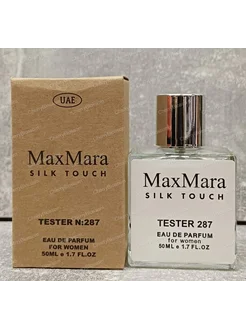 UAE
MaxMara
SILK TOUCH
TESTER N:287
EAU DE PARFUM
FOR WOMEN
50ML e 1.7 FL.OZ
MaxMara
SILK TOUCH
TESTER 287
EAU DE PARFUM
for women
50ML e 1.7 FL.OZ